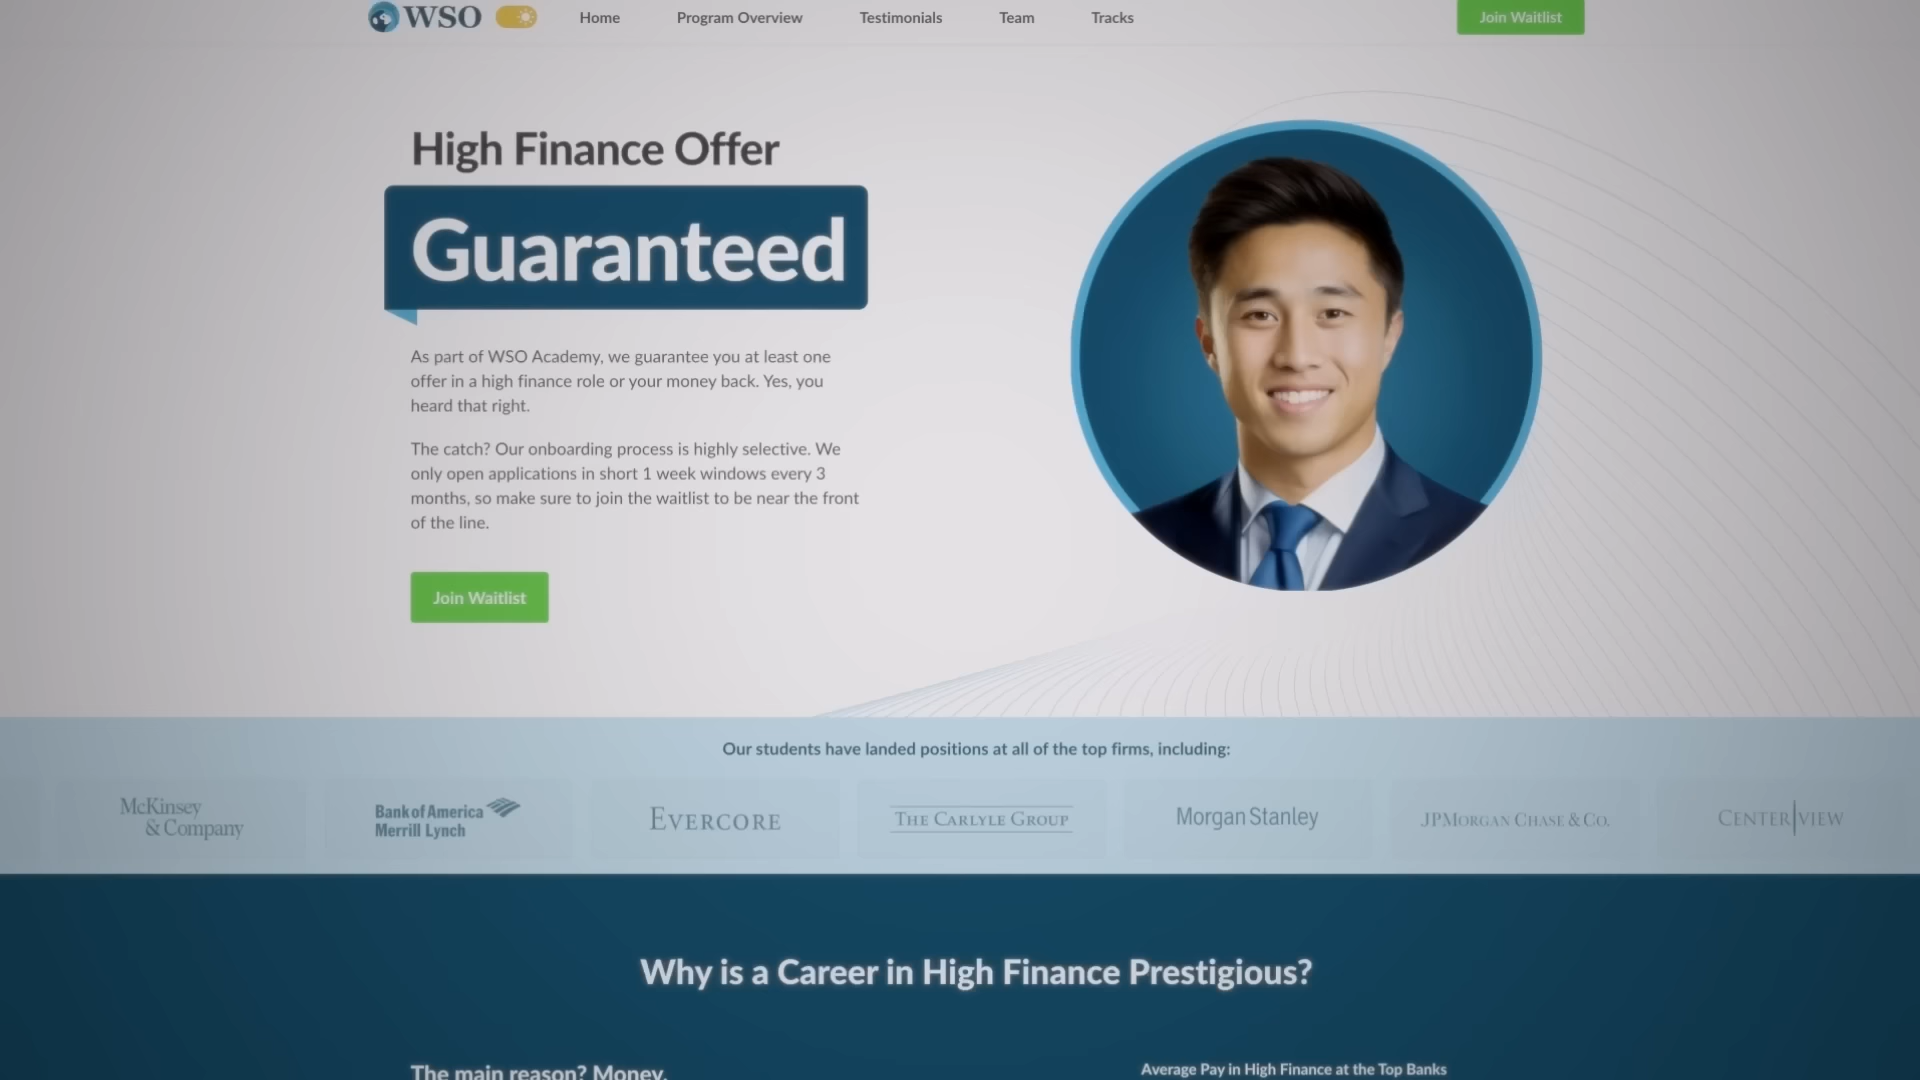 WSO
Home
Program Overview
Testimonials
Team
Tracks
Join Waitlist
High Finance Offer
Guaranteed
As part of WSO Academy, we guarantee you at least one
offer in a high finance role or your money back. Yes, you
heard that right.
The catch? Our onboarding process is highly selective. We
only open applications in short 1 week windows every 3
months, so make sure to join the waitlist to be near the front
of the line.
Join Waitlist
Our students have landed positions at all of the top firms, including:
McKinsey
& Company
Bank of America
Merrill Lynch
EVERCORE
THE CARLYLE GROUP
Morgan Stanley
JPMORGAN CHASE & CO.
CENTERVIEW
Why is a Career in High Finance Prestigious?
The main reason? Money.
Average Pay in High Finance at the Top Banks